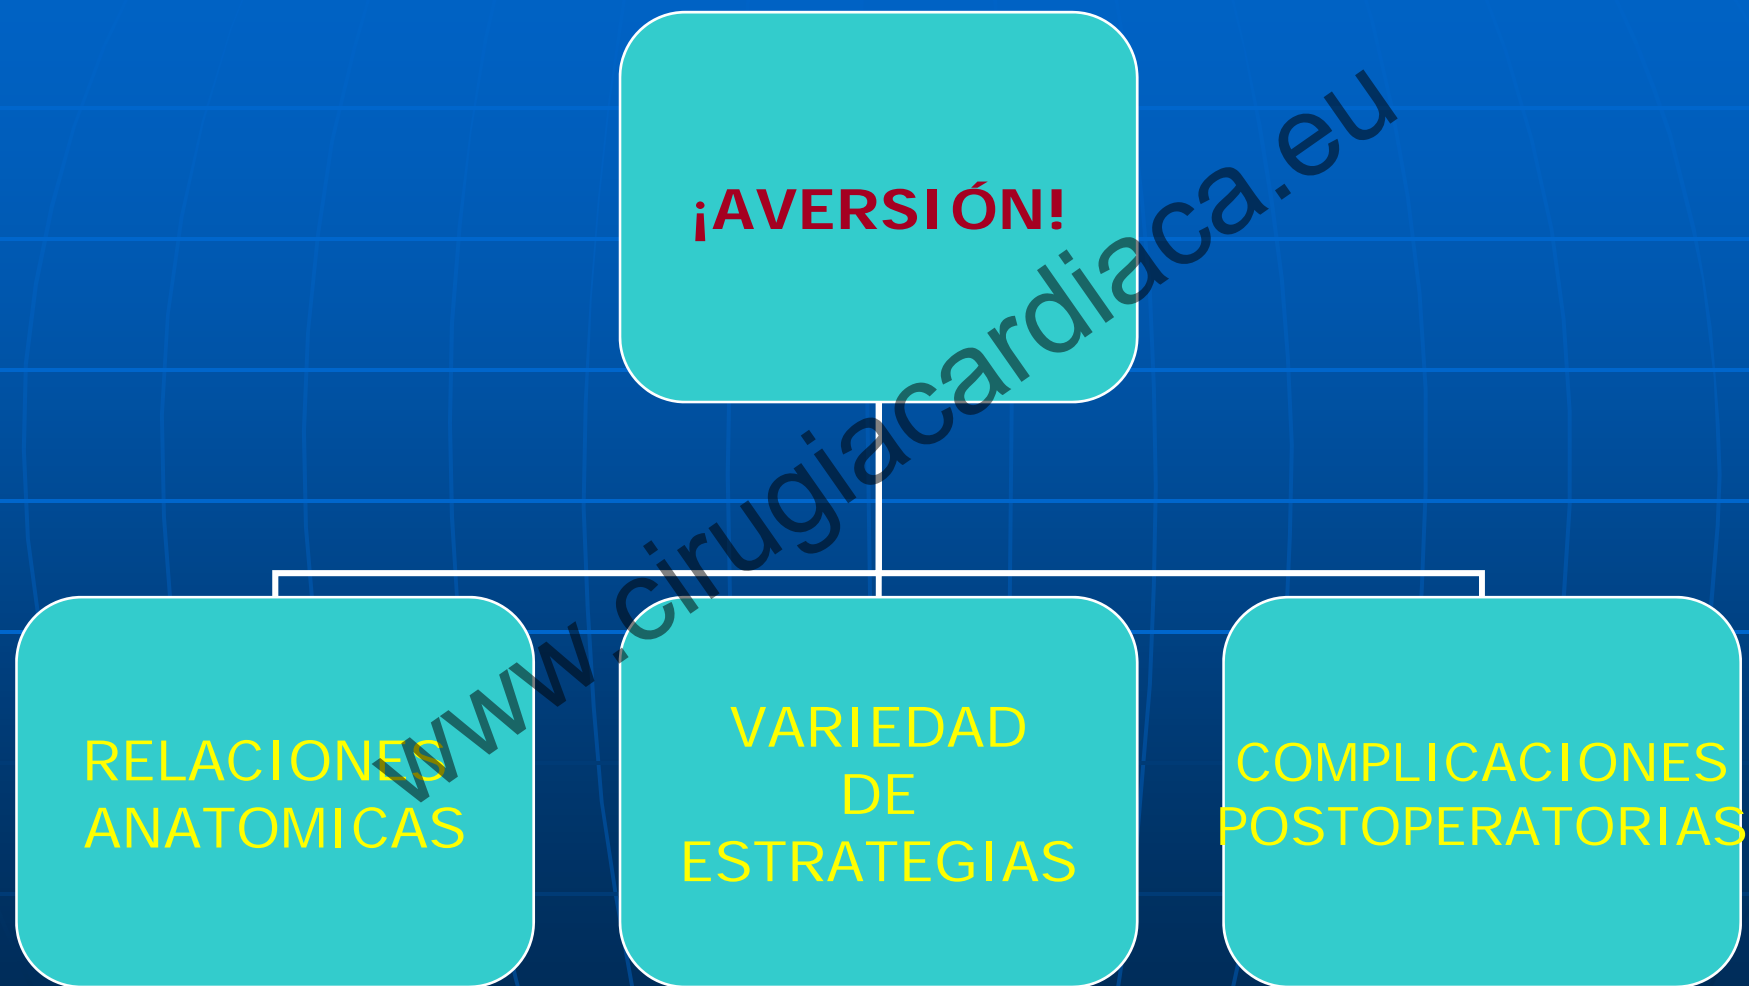 ¡AVERSIÓN!
RELACIONES
ANATOMICAS
VARIEDAD
DE
ESTRATEGIAS
COMPLICACIONES
POSTOPERATORIAS
www.cirugiacardiaca.eu